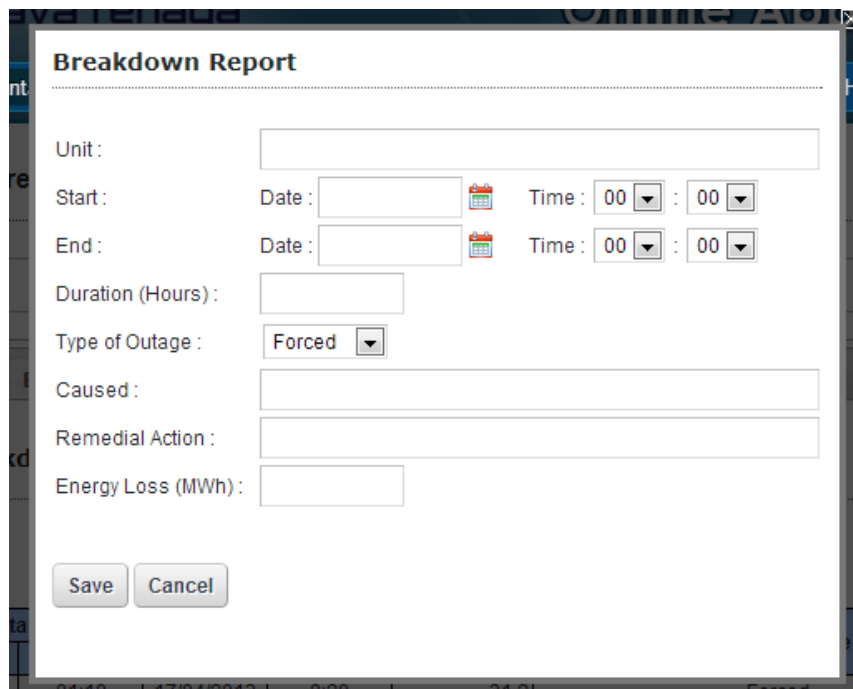 Breakdown Report
Unit :
Start : Date : Time : 00 : 00
End : Date : Time : 00 : 00
Duration (Hours) :
Type of Outage : Forced
Caused :
Remedial Action :
Energy Loss (MWh) :
Save Cancel